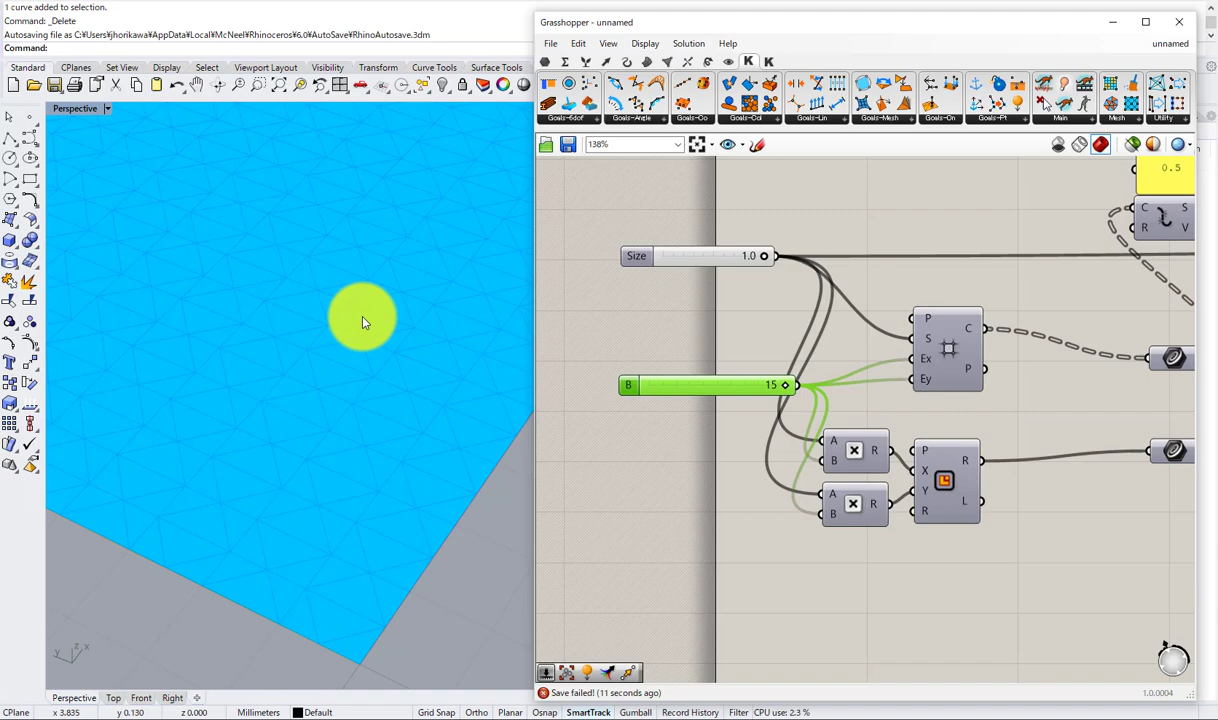 1 curve added to selection.
Command: _Delete
Autosaving file as C:¥Users¥jhorikawa¥AppData¥Local¥McNeel¥Rhinoceros¥6.0¥AutoSave¥RhinoAutosave.3dm
Command:
Standard CPlanes Set View Display Select Viewport Layout Visibility Transform Curve Tools Surface Tools
Perspective
y z x
Perspective Top Front Right
CPlane x 3.835 y 0.130 z 0.000 Millimeters Default Grid Snap Ortho Planar Osnap SmartTrack Gumball Record History Filter CPU use: 2.3 %
Grasshopper - unnamed
File Edit View Display Solution Help unnamed
K K
Goals-6dof Goals-Angle Goals-Co Goals-Col Goals-Lin Goals-Mesh Goals-On Goals-Pt Main Mesh Utility
138%
0.5
C S
R V
Size 1.0
P
S C
Ex
Ey P
B 15
A R
B
A R
B
P R
X
Y L
R
Save failed! (11 seconds ago) 1.0.0004